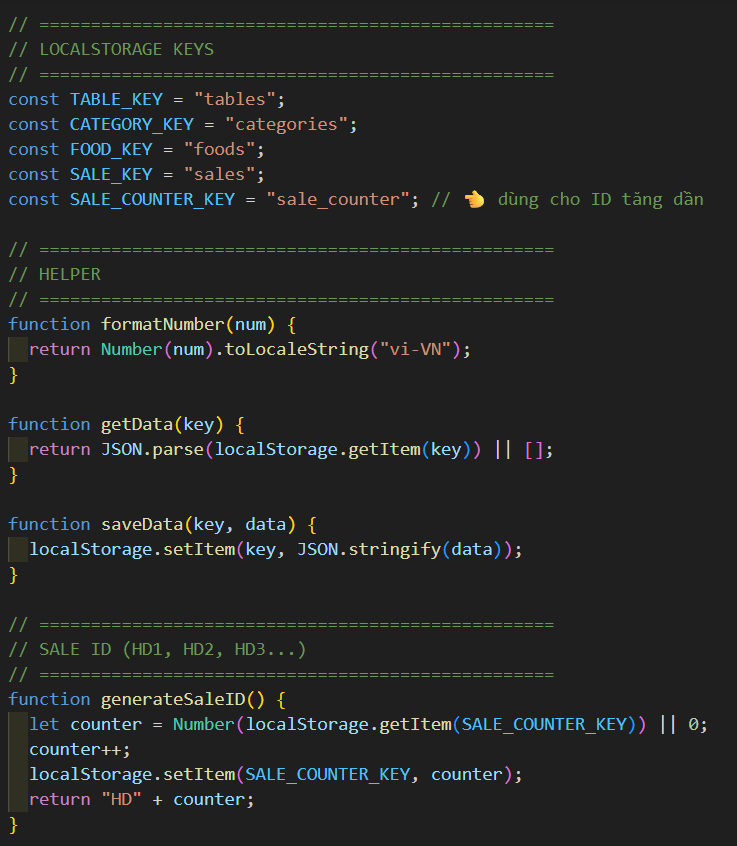 // ==================================================
// LOCALSTORAGE KEYS
// ==================================================
const TABLE_KEY = "tables";
const CATEGORY_KEY = "categories";
const FOOD_KEY = "foods";
const SALE_KEY = "sales";
const SALE_COUNTER_KEY = "sale_counter"; // 👈 dùng cho ID tăng dần
// ==================================================
// HELPER
// ==================================================
function formatNumber(num) {
  return Number(num).toLocaleString("vi-VN");
}
function getData(key) {
  return JSON.parse(localStorage.getItem(key)) || [];
}
function saveData(key, data) {
  localStorage.setItem(key, JSON.stringify(data));
}
// ==================================================
// SALE ID (HD1, HD2, HD3...)
// ==================================================
function generateSaleID() {
  let counter = Number(localStorage.getItem(SALE_COUNTER_KEY)) || 0;
  counter++;
  localStorage.setItem(SALE_COUNTER_KEY, counter);
  return "HD" + counter;
}